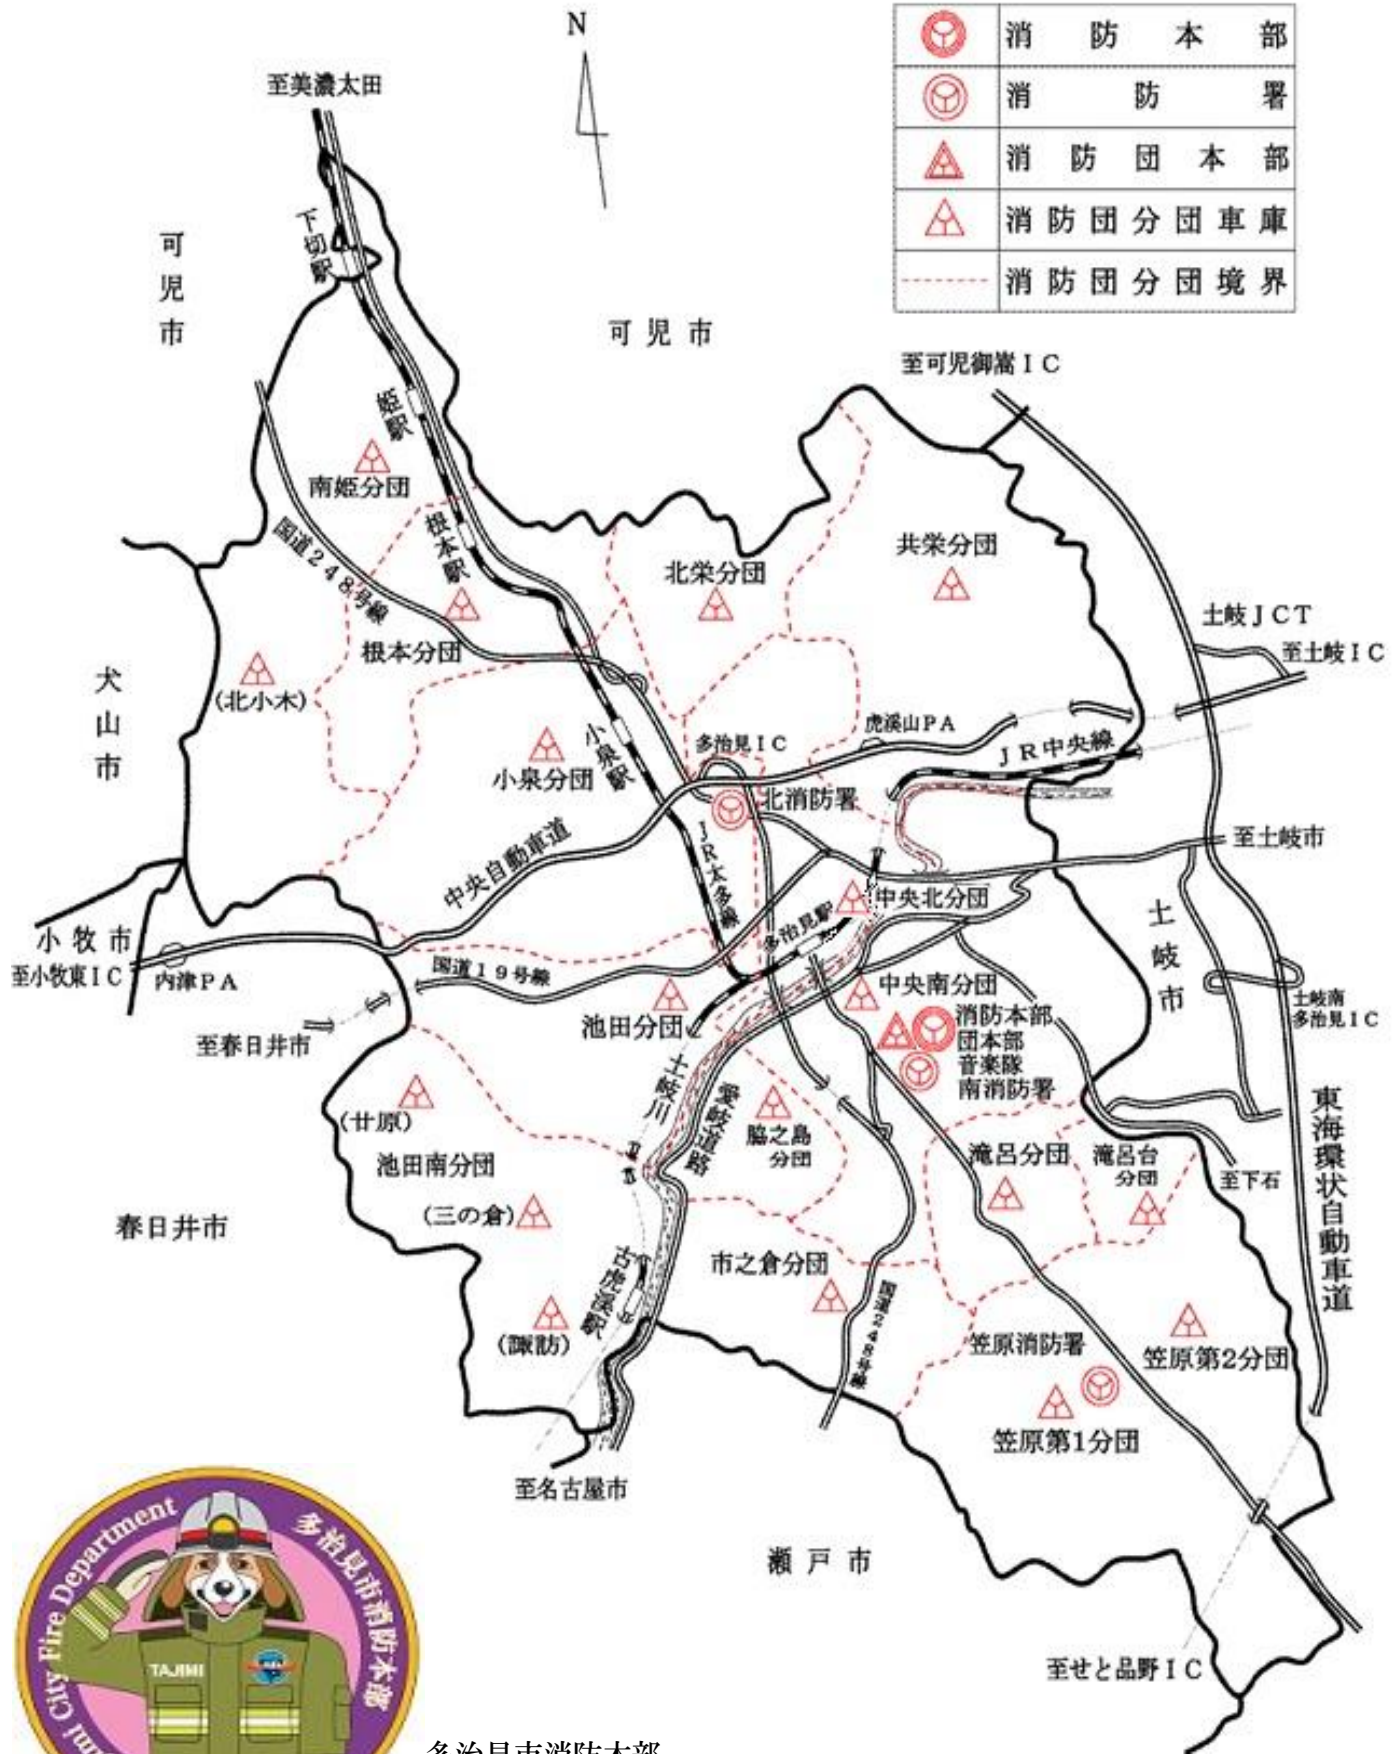 N
消防本部
消防署
消防団本部
消防団分団車庫
消防団分団境界
至美濃太田
下切駅
可児市
可児市
至可児御嵩IC
姫駅
南姫分団
国道248号線
根本駅
根本分団
北栄分団
共栄分団
土岐JCT
至土岐IC
(北小木)
犬山市
小泉分団
小泉駅
多治見IC
虎渓山PA
JR中央線
北消防署
中央自動車道
JR太多線
至土岐市
中央北分団
多治見駅
小牧市
至小牧東IC
内津PA
国道19号線
土岐市
土岐南
多治見IC
中央南分団
池田分団
至春日井市
消防本部
団本部
音楽隊
南消防署
土岐川
愛岐道路
(廿原)
池田南分団
(三の倉)
(諏訪)
脇之島
分団
滝呂分団
滝呂台
分団
至下石
東海環状自動車道
春日井市
古虎渓駅
市之倉分団
国道248号線
笠原消防署
笠原第1分団
笠原第2分団
至名古屋市
瀬戸市
至せと品野IC
多治見市消防本部
City Fire Department
TAJIMI